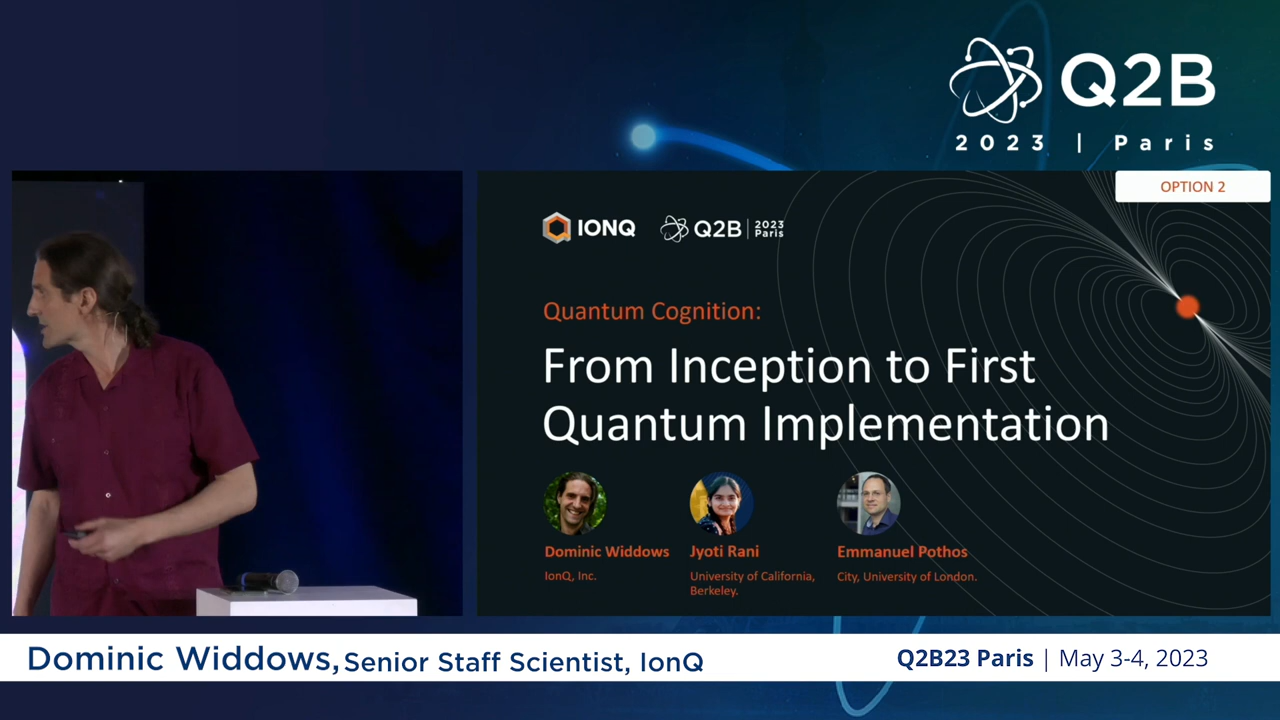 Q2B
2023 | Paris
OPTION 2
IONQ Q2B 2023 Paris
Quantum Cognition:
From Inception to First
Quantum Implementation
Dominic Widdows
IonQ, Inc.
Jyoti Rani
University of California,
Berkeley.
Emmanuel Pothos
City, University of London.
Dominic Widdows, Senior Staff Scientist, IonQ
Q2B23 Paris | May 3-4, 2023